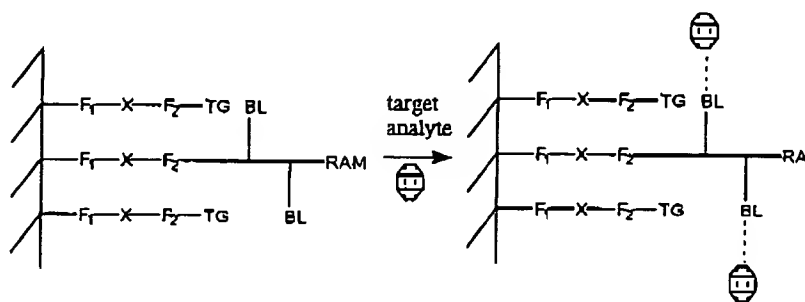 BL BL
F₁ X F₂ TG target F₁ X F₂ TG
analyte
F₁ X F₂ RAM F₁ X F₂ RA
BL BL
F₁ X F₂ TG F₁ X F₂ TG